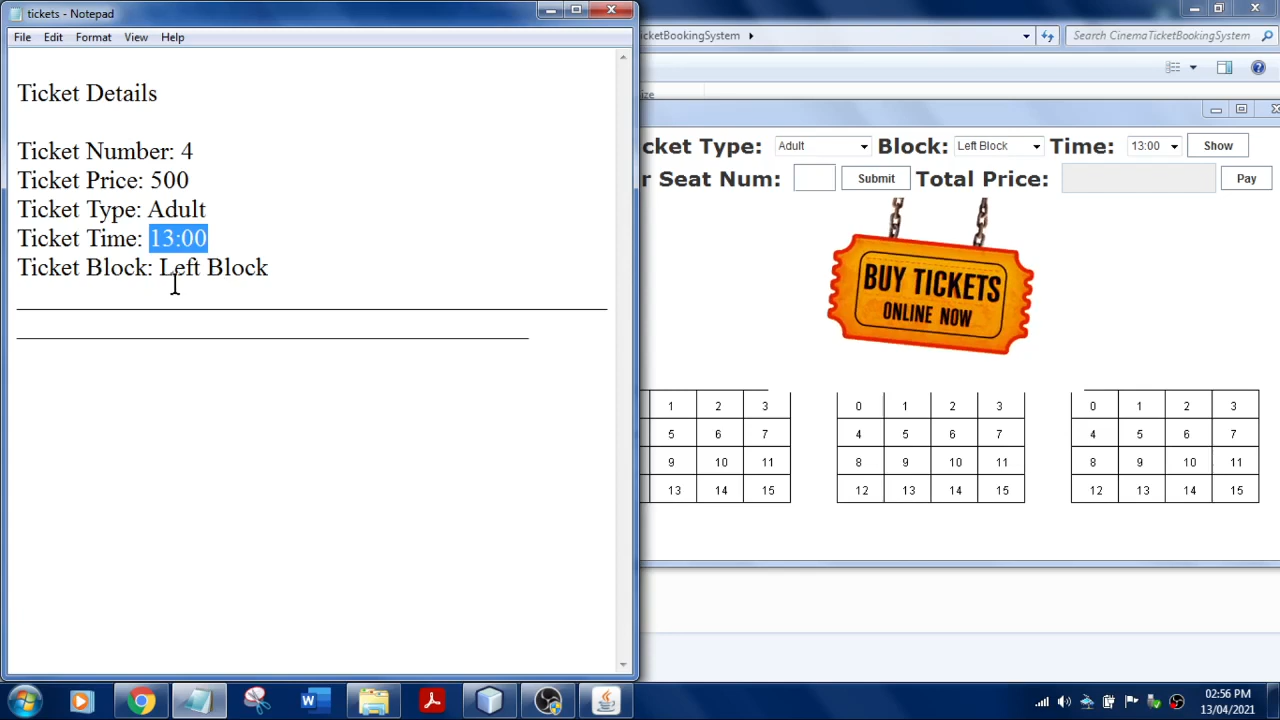 tickets - Notepad
File Edit Format View Help
Ticket Details
Ticket Number: 4
Ticket Price: 500
Ticket Type: Adult
Ticket Time: 13:00
Ticket Block: Left Block
TicketBookingSystem
Search CinemaTicketBookingSystem
ize
cket Type: Adult Block: Left Block Time: 13:00 Show
r Seat Num: Submit Total Price: Pay
BUY TICKETS
ONLINE NOW
1 2 3 0 1 2 3 0 1 2 3
5 6 7 4 5 6 7 4 5 6 7
9 10 11 8 9 10 11 8 9 10 11
13 14 15 12 13 14 15 12 13 14 15
02:56 PM
13/04/2021